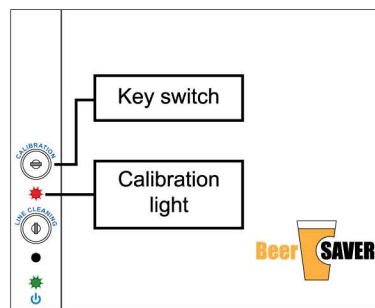 Key switch
CALIBRATION
Calibration
light
LINE CLEANING
Beer SAVER